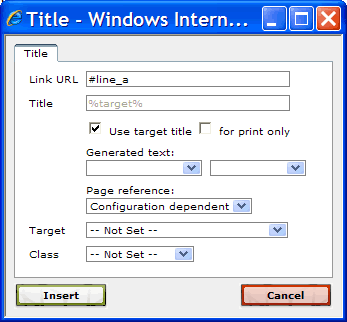 Title - Windows Intern...
Title
Link URL #line_a
Title %target%
Use target title for print only
Generated text:
Page reference:
Configuration dependent
Target -- Not Set --
Class -- Not Set --
Insert Cancel